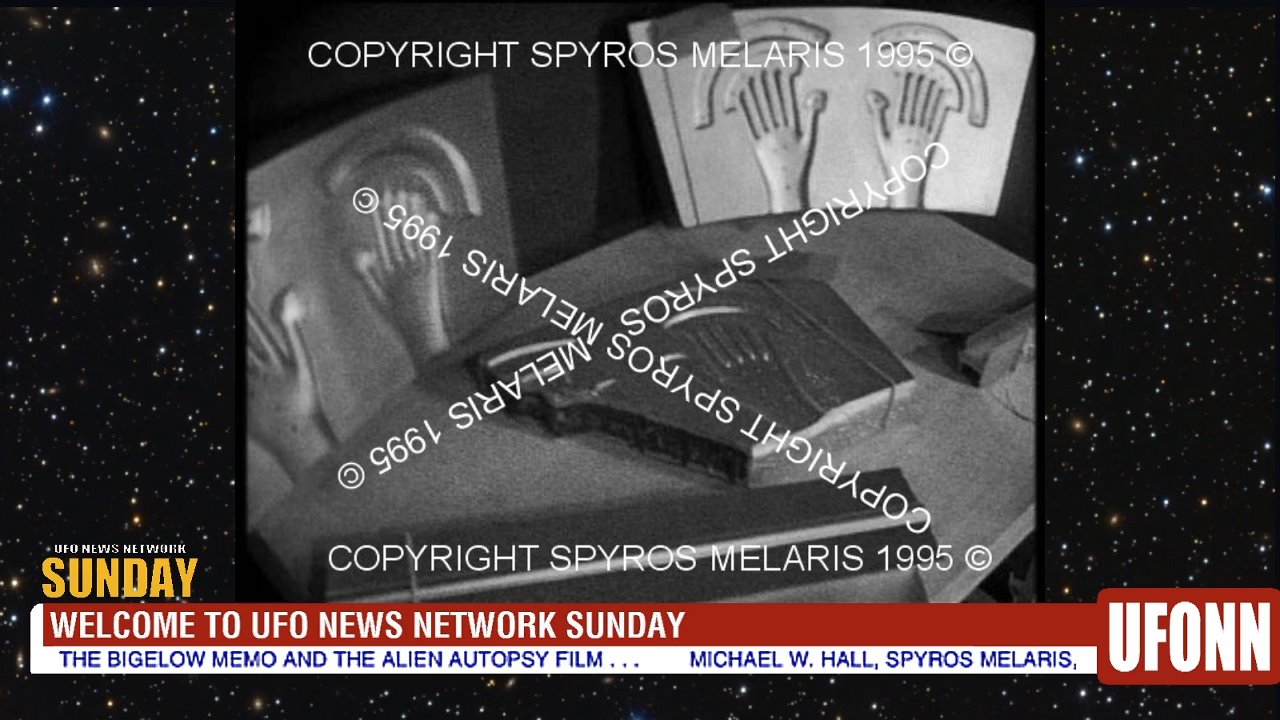 COPYRIGHT SPYROS MELARIS 1995 ©
COPYRIGHT SPYROS MELARIS 1995 ©
COPYRIGHT SPYROS MELARIS 1995 ©
COPYRIGHT SPYROS MELARIS 1995 ©
UFO NEWS NETWORK
SUNDAY
WELCOME TO UFO NEWS NETWORK SUNDAY
THE BIGELOW MEMO AND THE ALIEN AUTOPSY FILM . . . MICHAEL W. HALL, SPYROS MELARIS,
UFONN